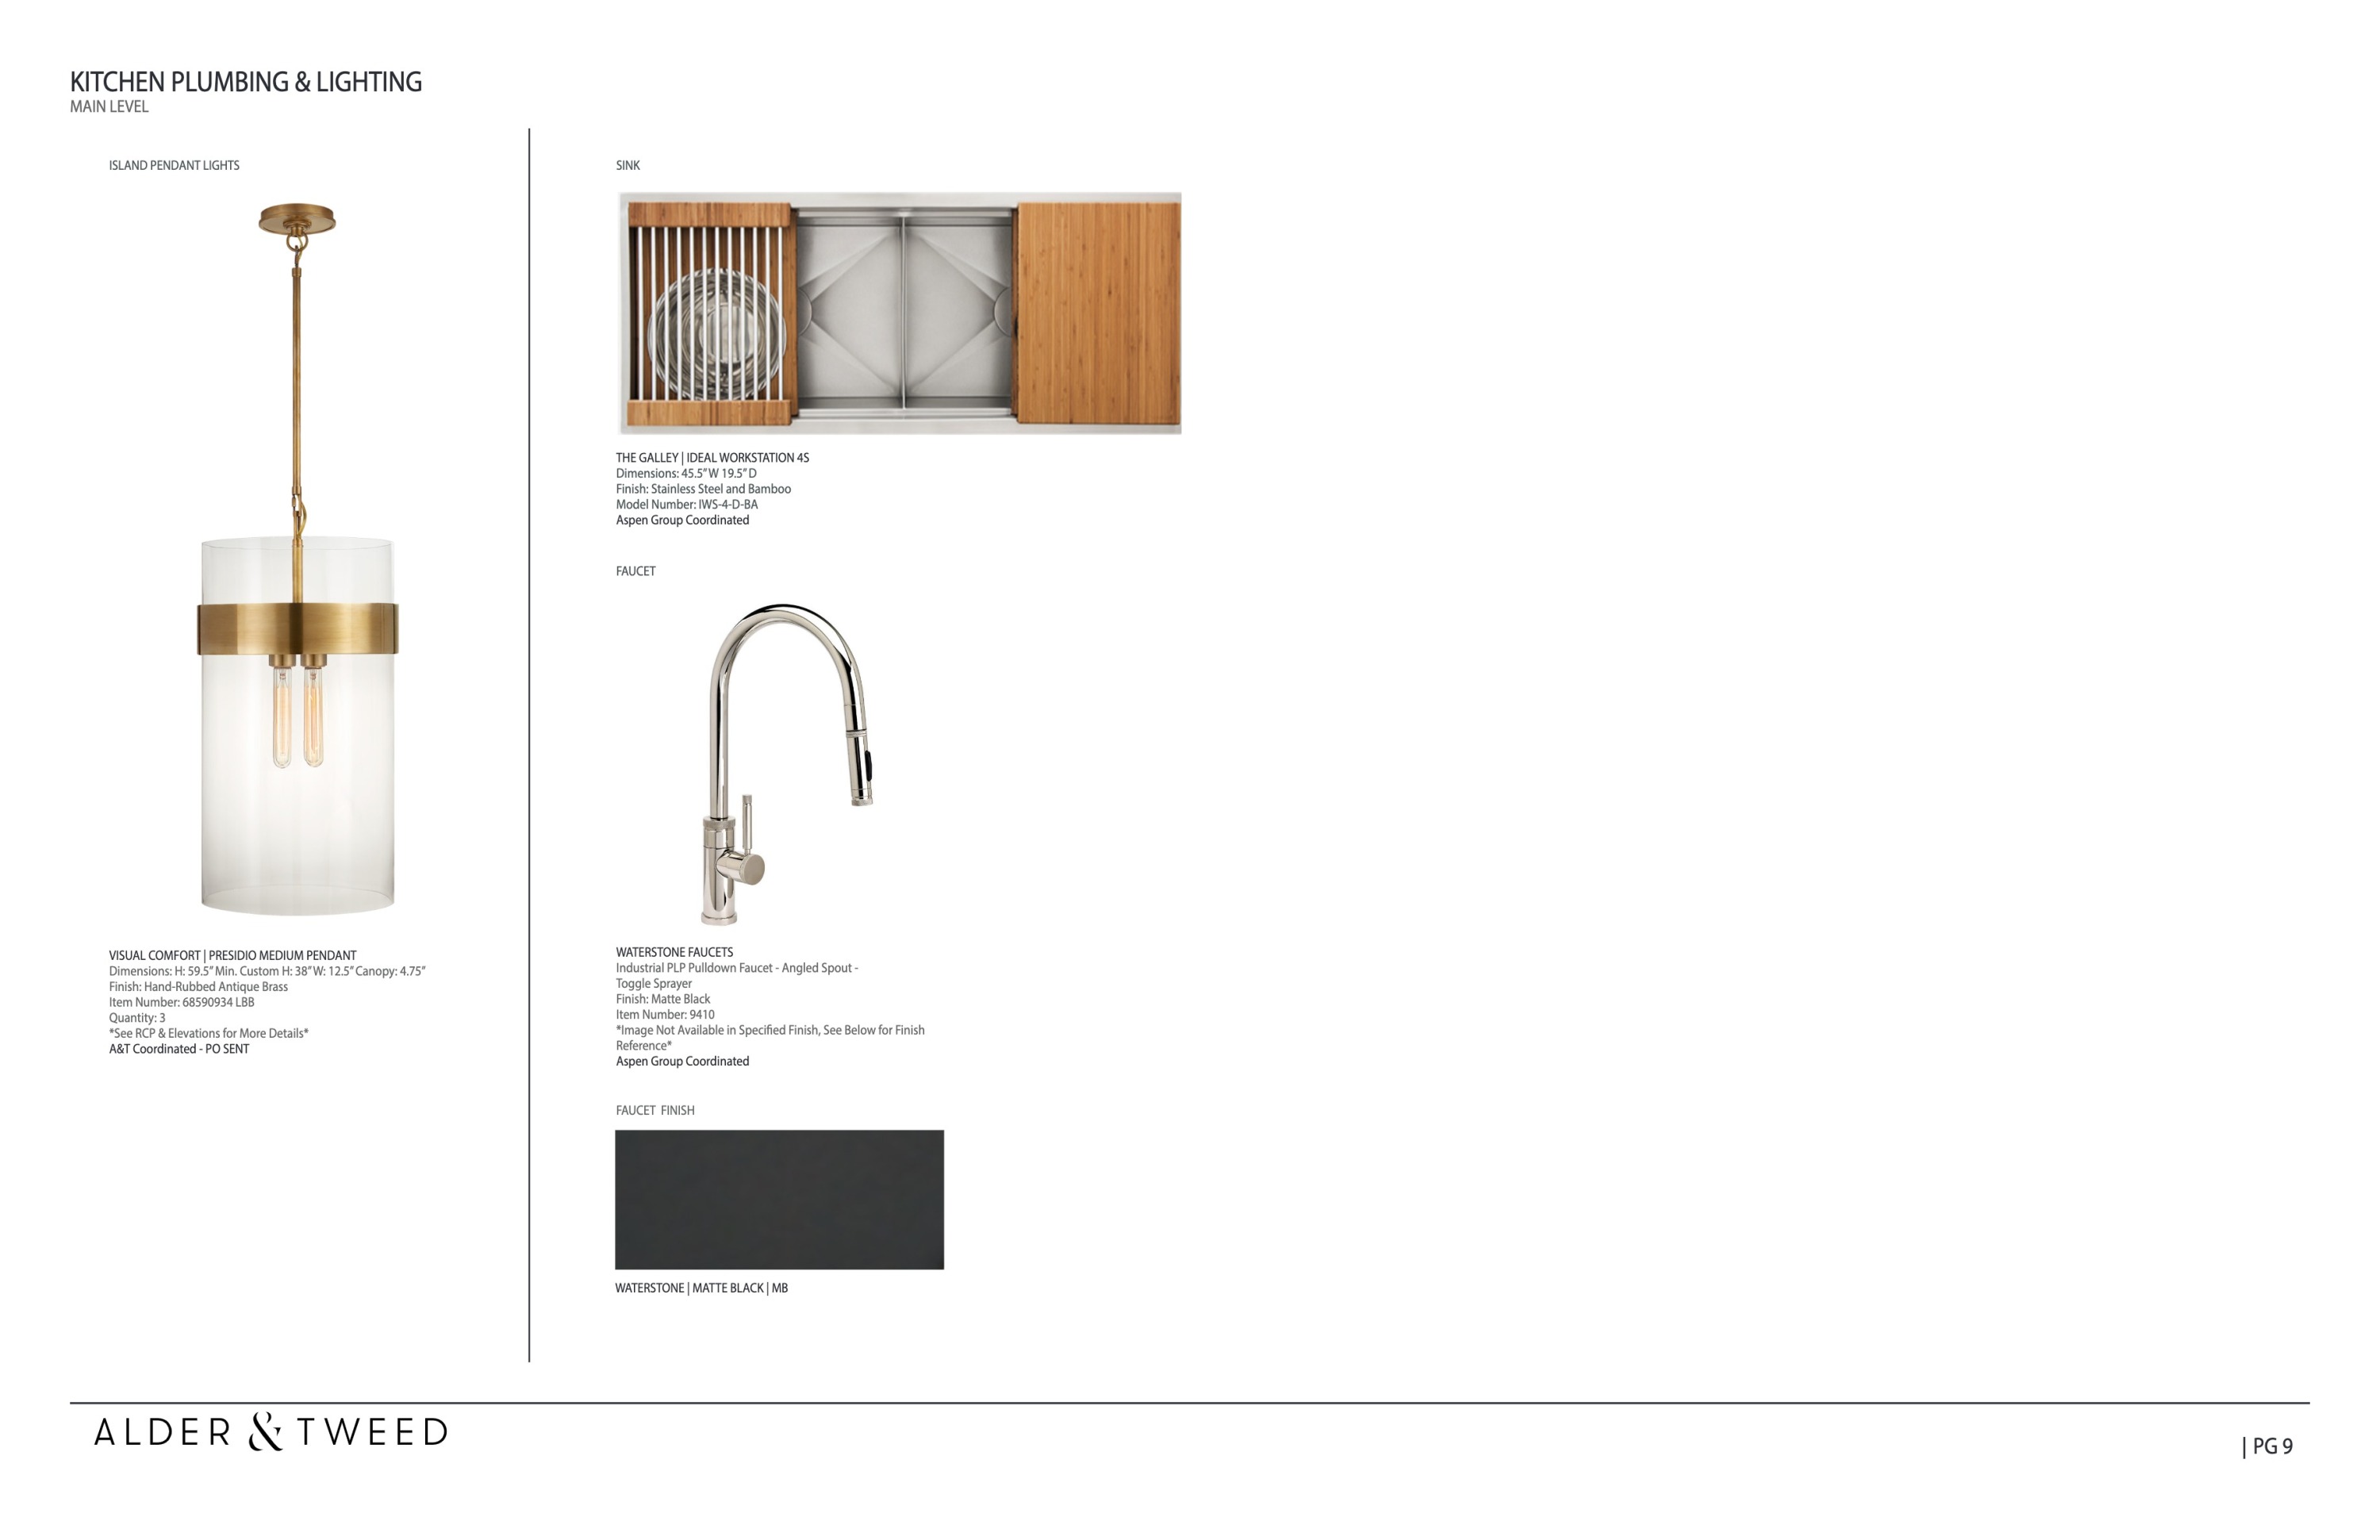 KITCHEN PLUMBING & LIGHTING
MAIN LEVEL
ISLAND PENDANT LIGHTS
VISUAL COMFORT | PRESIDIO MEDIUM PENDANT
Dimensions: H: 59.5" Min. Custom H: 38" W: 12.5" Canopy: 4.75"
Finish: Hand-Rubbed Antique Brass
Item Number: 68590934 LBB
Quantity: 3
*See RCP & Elevations for More Details*
A&T Coordinated - PO SENT
SINK
THE GALLEY | IDEAL WORKSTATION 4S
Dimensions: 45.5" W 19.5" D
Finish: Stainless Steel and Bamboo
Model Number: IWS-4-D-BA
Aspen Group Coordinated
FAUCET
WATERSTONE FAUCETS
Industrial PLP Pulldown Faucet - Angled Spout -
Toggle Sprayer
Finish: Matte Black
Item Number: 9410
*Image Not Available in Specified Finish, See Below for Finish
Reference*
Aspen Group Coordinated
FAUCET FINISH
WATERSTONE | MATTE BLACK | MB
ALDER & TWEED
| PG 9